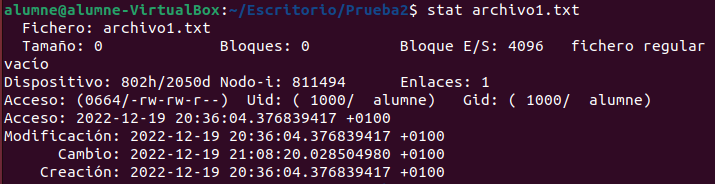 alumne@alumne-VirtualBox:~/Escritorio/Prueba2$ stat archivo1.txt
  Fichero: archivo1.txt
  Tamaño: 0               Bloques: 0          Bloque E/S: 4096   fichero regular
vacío
Dispositivo: 802h/2050d Nodo-i: 811494      Enlaces: 1
Acceso: (0664/-rw-rw-r--)  Uid: ( 1000/  alumne)   Gid: ( 1000/  alumne)
Acceso: 2022-12-19 20:36:04.376839417 +0100
Modificación: 2022-12-19 20:36:04.376839417 +0100
      Cambio: 2022-12-19 21:08:20.028504980 +0100
    Creación: 2022-12-19 20:36:04.376839417 +0100